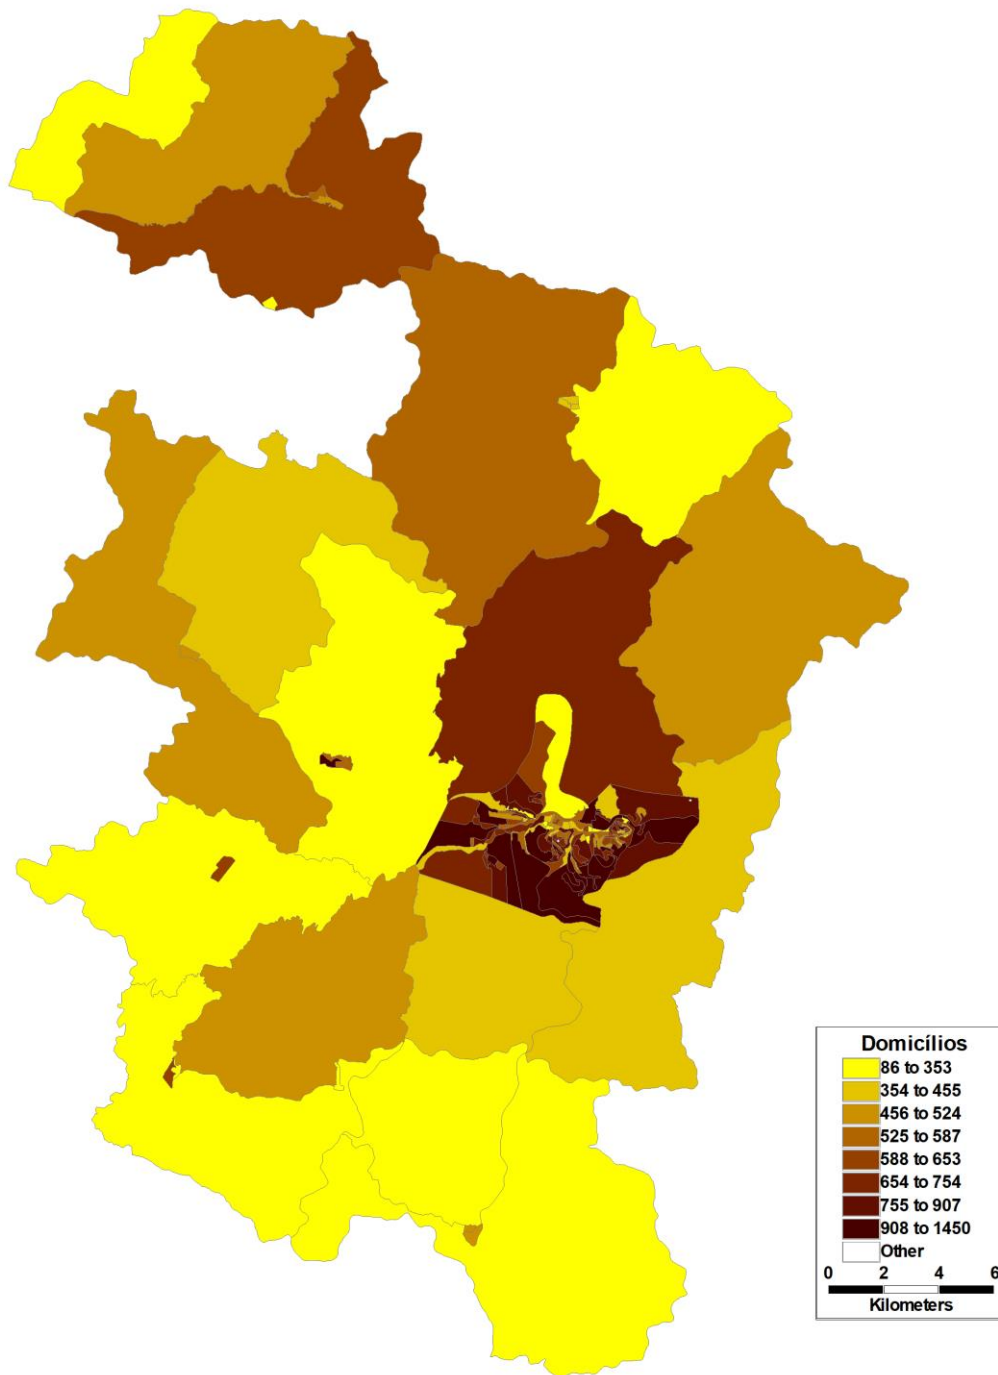 Domicílios
86 to 353
354 to 455
456 to 524
525 to 587
588 to 653
654 to 754
755 to 907
908 to 1450
Other
0 2 4 6
Kilometers